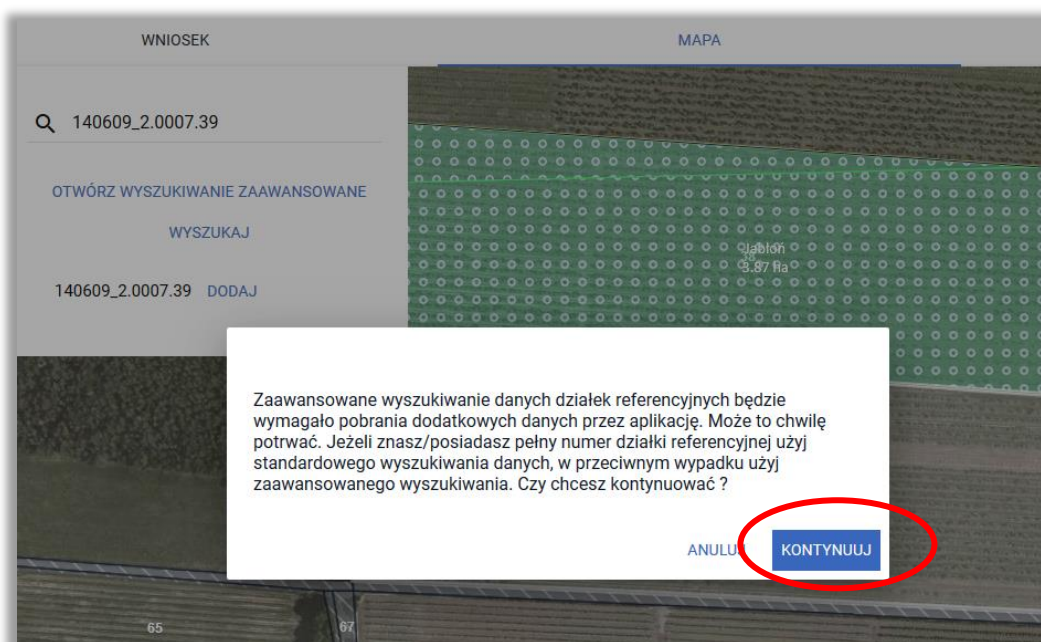 WNIOSEK
MAPA
140609_2.0007.39
OTWÓRZ WYSZUKIWANIE ZAAWANSOWANE
WYSZUKAJ
140609_2.0007.39 DODAJ
Jabłoń
38
3.87 ha
Zaawansowane wyszukiwanie danych działek referencyjnych będzie
wymagało pobrania dodatkowych danych przez aplikację. Może to chwilę
potrwać. Jeżeli znasz/posiadasz pełny numer działki referencyjnej użyj
standardowego wyszukiwania danych, w przeciwnym wypadku użyj
zaawansowanego wyszukiwania. Czy chcesz kontynuować ?
ANULUJ
KONTYNUUJ
65
67